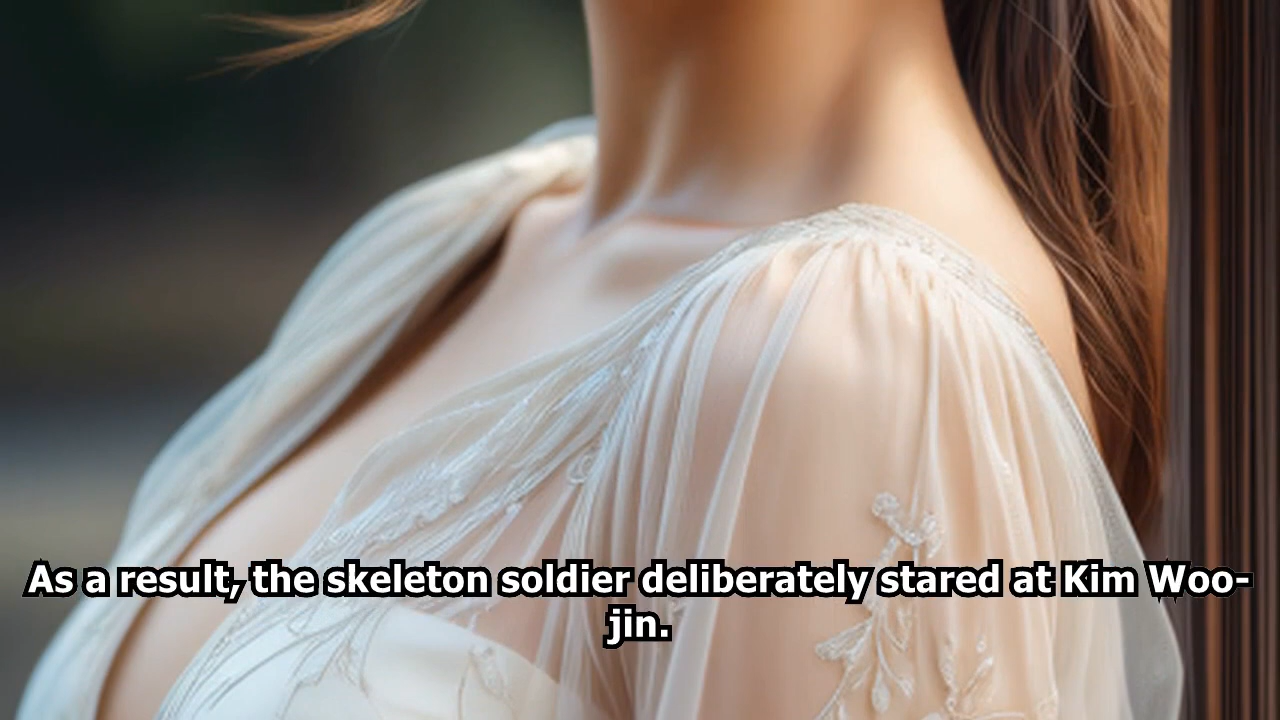 As a result, the skeleton soldier deliberately stared at Kim Woo-
jin.